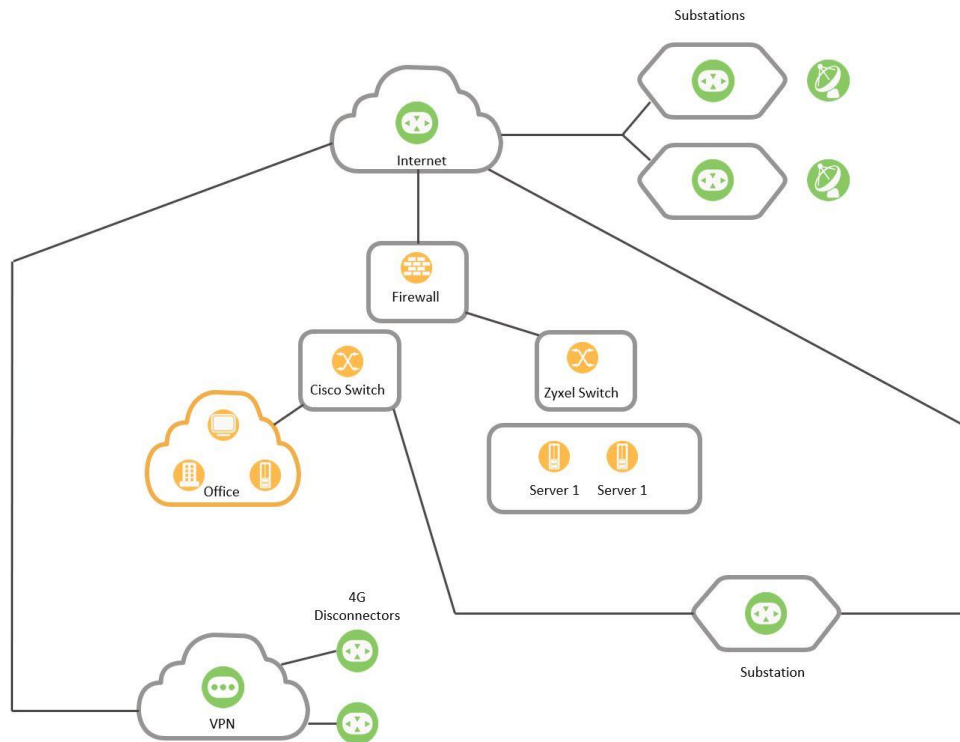 Substations
Internet
Firewall
Cisco Switch
Zyxel Switch
Office
Server 1
Server 1
4G
Disconnectors
Substation
VPN